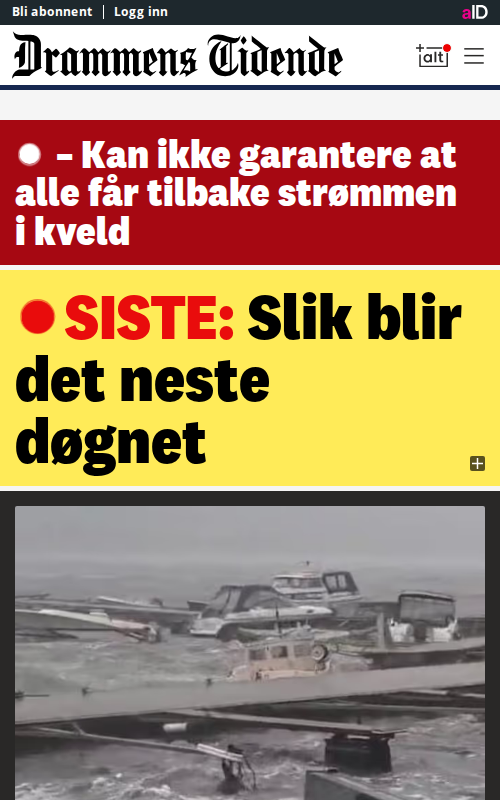 Bli abonnent | Logg inn
aID
Drammens Tidende
+alt
– Kan ikke garantere at
alle får tilbake strømmen
i kveld
SISTE: Slik blir
det neste
døgnet